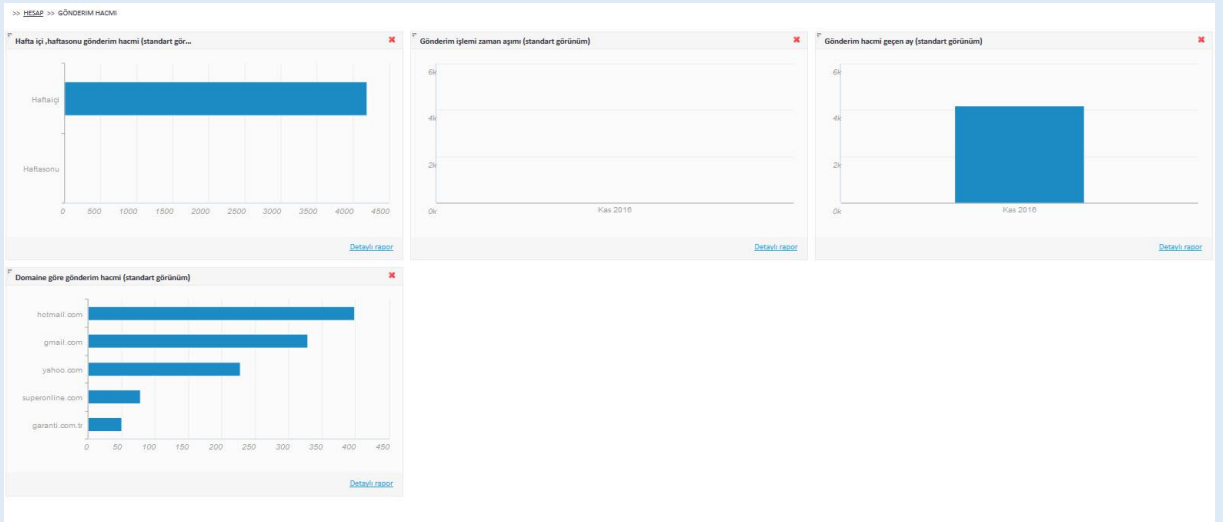 >> HESAP >> GÖNDERIM HACMI
Hafta içi ,haftasonu gönderim hacmi (standart gör...
Haftaiçi
Haftasonu
0 500 1000 1500 2000 2500 3000 3500 4000 4500
Detaylı rapor
Gönderim işlemi zaman aşımı (standart görünüm)
6k
4k
2k
0k
Kas 2016
Detaylı rapor
Gönderim hacmi geçen ay (standart görünüm)
6k
4k
2k
0k
Kas 2016
Detaylı rapor
Domaine göre gönderim hacmi (standart görünüm)
hotmail.com
gmail.com
yahoo.com
superonline.com
garanti.com.tr
0 50 100 150 200 250 300 350 400 450
Detaylı rapor